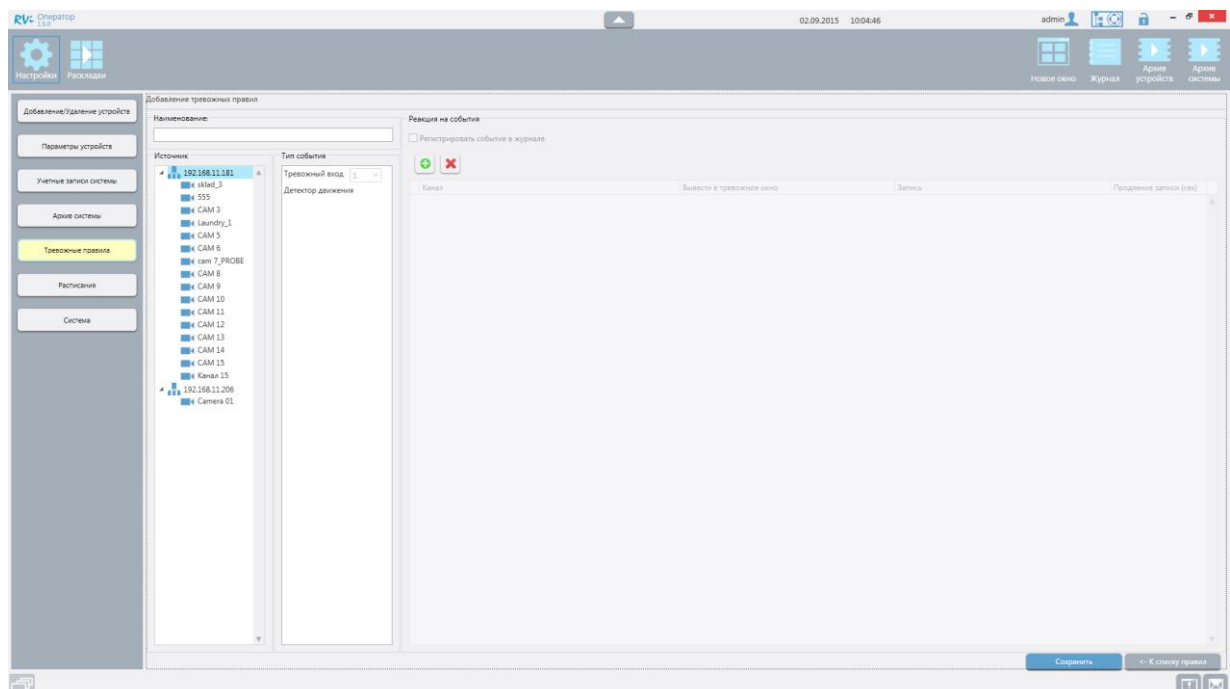 RVi Оператор
1.5.0
02.09.2015 10:04:46
admin
Настройки
Раскладки
Новое окно
Журнал
Архив устройств
Архив системы
Добавление/Удаление устройств
Параметры устройств
Учетные записи системы
Архив системы
Тревожные правила
Расписания
Система
Добавление тревожных правил
Наименование:
Источник
192.168.11.181
sklad_3
555
CAM 3
Laundry_1
CAM 5
CAM 6
cam 7_PROBE
CAM 8
CAM 9
CAM 10
CAM 11
CAM 12
CAM 13
CAM 14
CAM 15
Канал 15
192.168.11.206
Camera 01
Тип события
Тревожный вход 1
Детектор движения
Реакция на события
Регистрировать событие в журнале
Канал
Вывести в тревожное окно
Запись
Продление записи (сек)
Сохранить
<- К списку правил